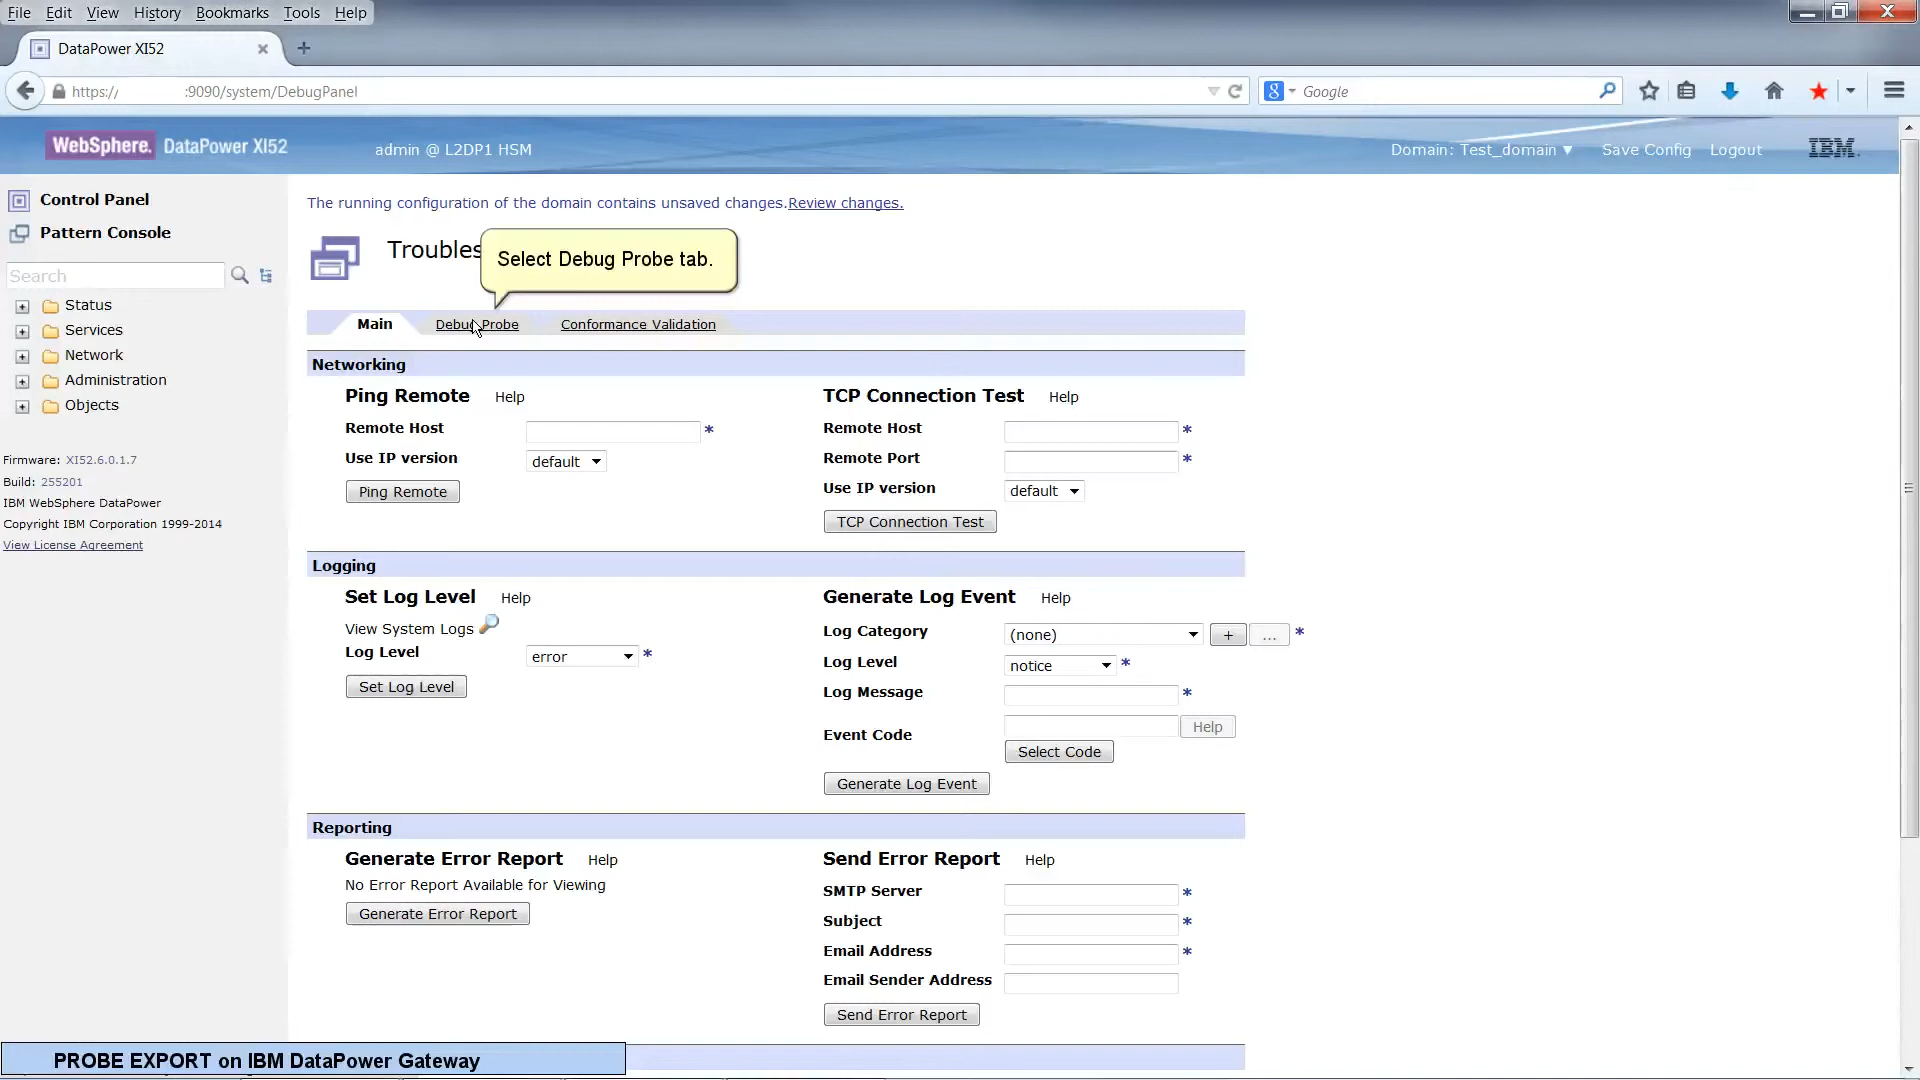 File Edit View History Bookmarks Tools Help
DataPower XI52
https:// :9090/system/DebugPanel
Google
WebSphere. DataPower XI52
admin @ L2DP1 HSM
Domain: Test_domain
Save Config
Logout
IBM.
Control Panel
Pattern Console
Search
Status
Services
Network
Administration
Objects
Firmware: XI52.6.0.1.7
Build: 255201
IBM WebSphere DataPower
Copyright IBM Corporation 1999-2014
View License Agreement
The running configuration of the domain contains unsaved changes.Review changes.
Troubles
Select Debug Probe tab.
Main
Debug Probe
Conformance Validation
Networking
Ping Remote Help
Remote Host *
Use IP version default
Ping Remote
TCP Connection Test Help
Remote Host *
Remote Port *
Use IP version default
TCP Connection Test
Logging
Set Log Level Help
View System Logs
Log Level error *
Set Log Level
Generate Log Event Help
Log Category (none) + ... *
Log Level notice *
Log Message *
Event Code Help
Select Code
Generate Log Event
Reporting
Generate Error Report Help
No Error Report Available for Viewing
Generate Error Report
Send Error Report Help
SMTP Server *
Subject *
Email Address *
Email Sender Address
Send Error Report
PROBE EXPORT on IBM DataPower Gateway